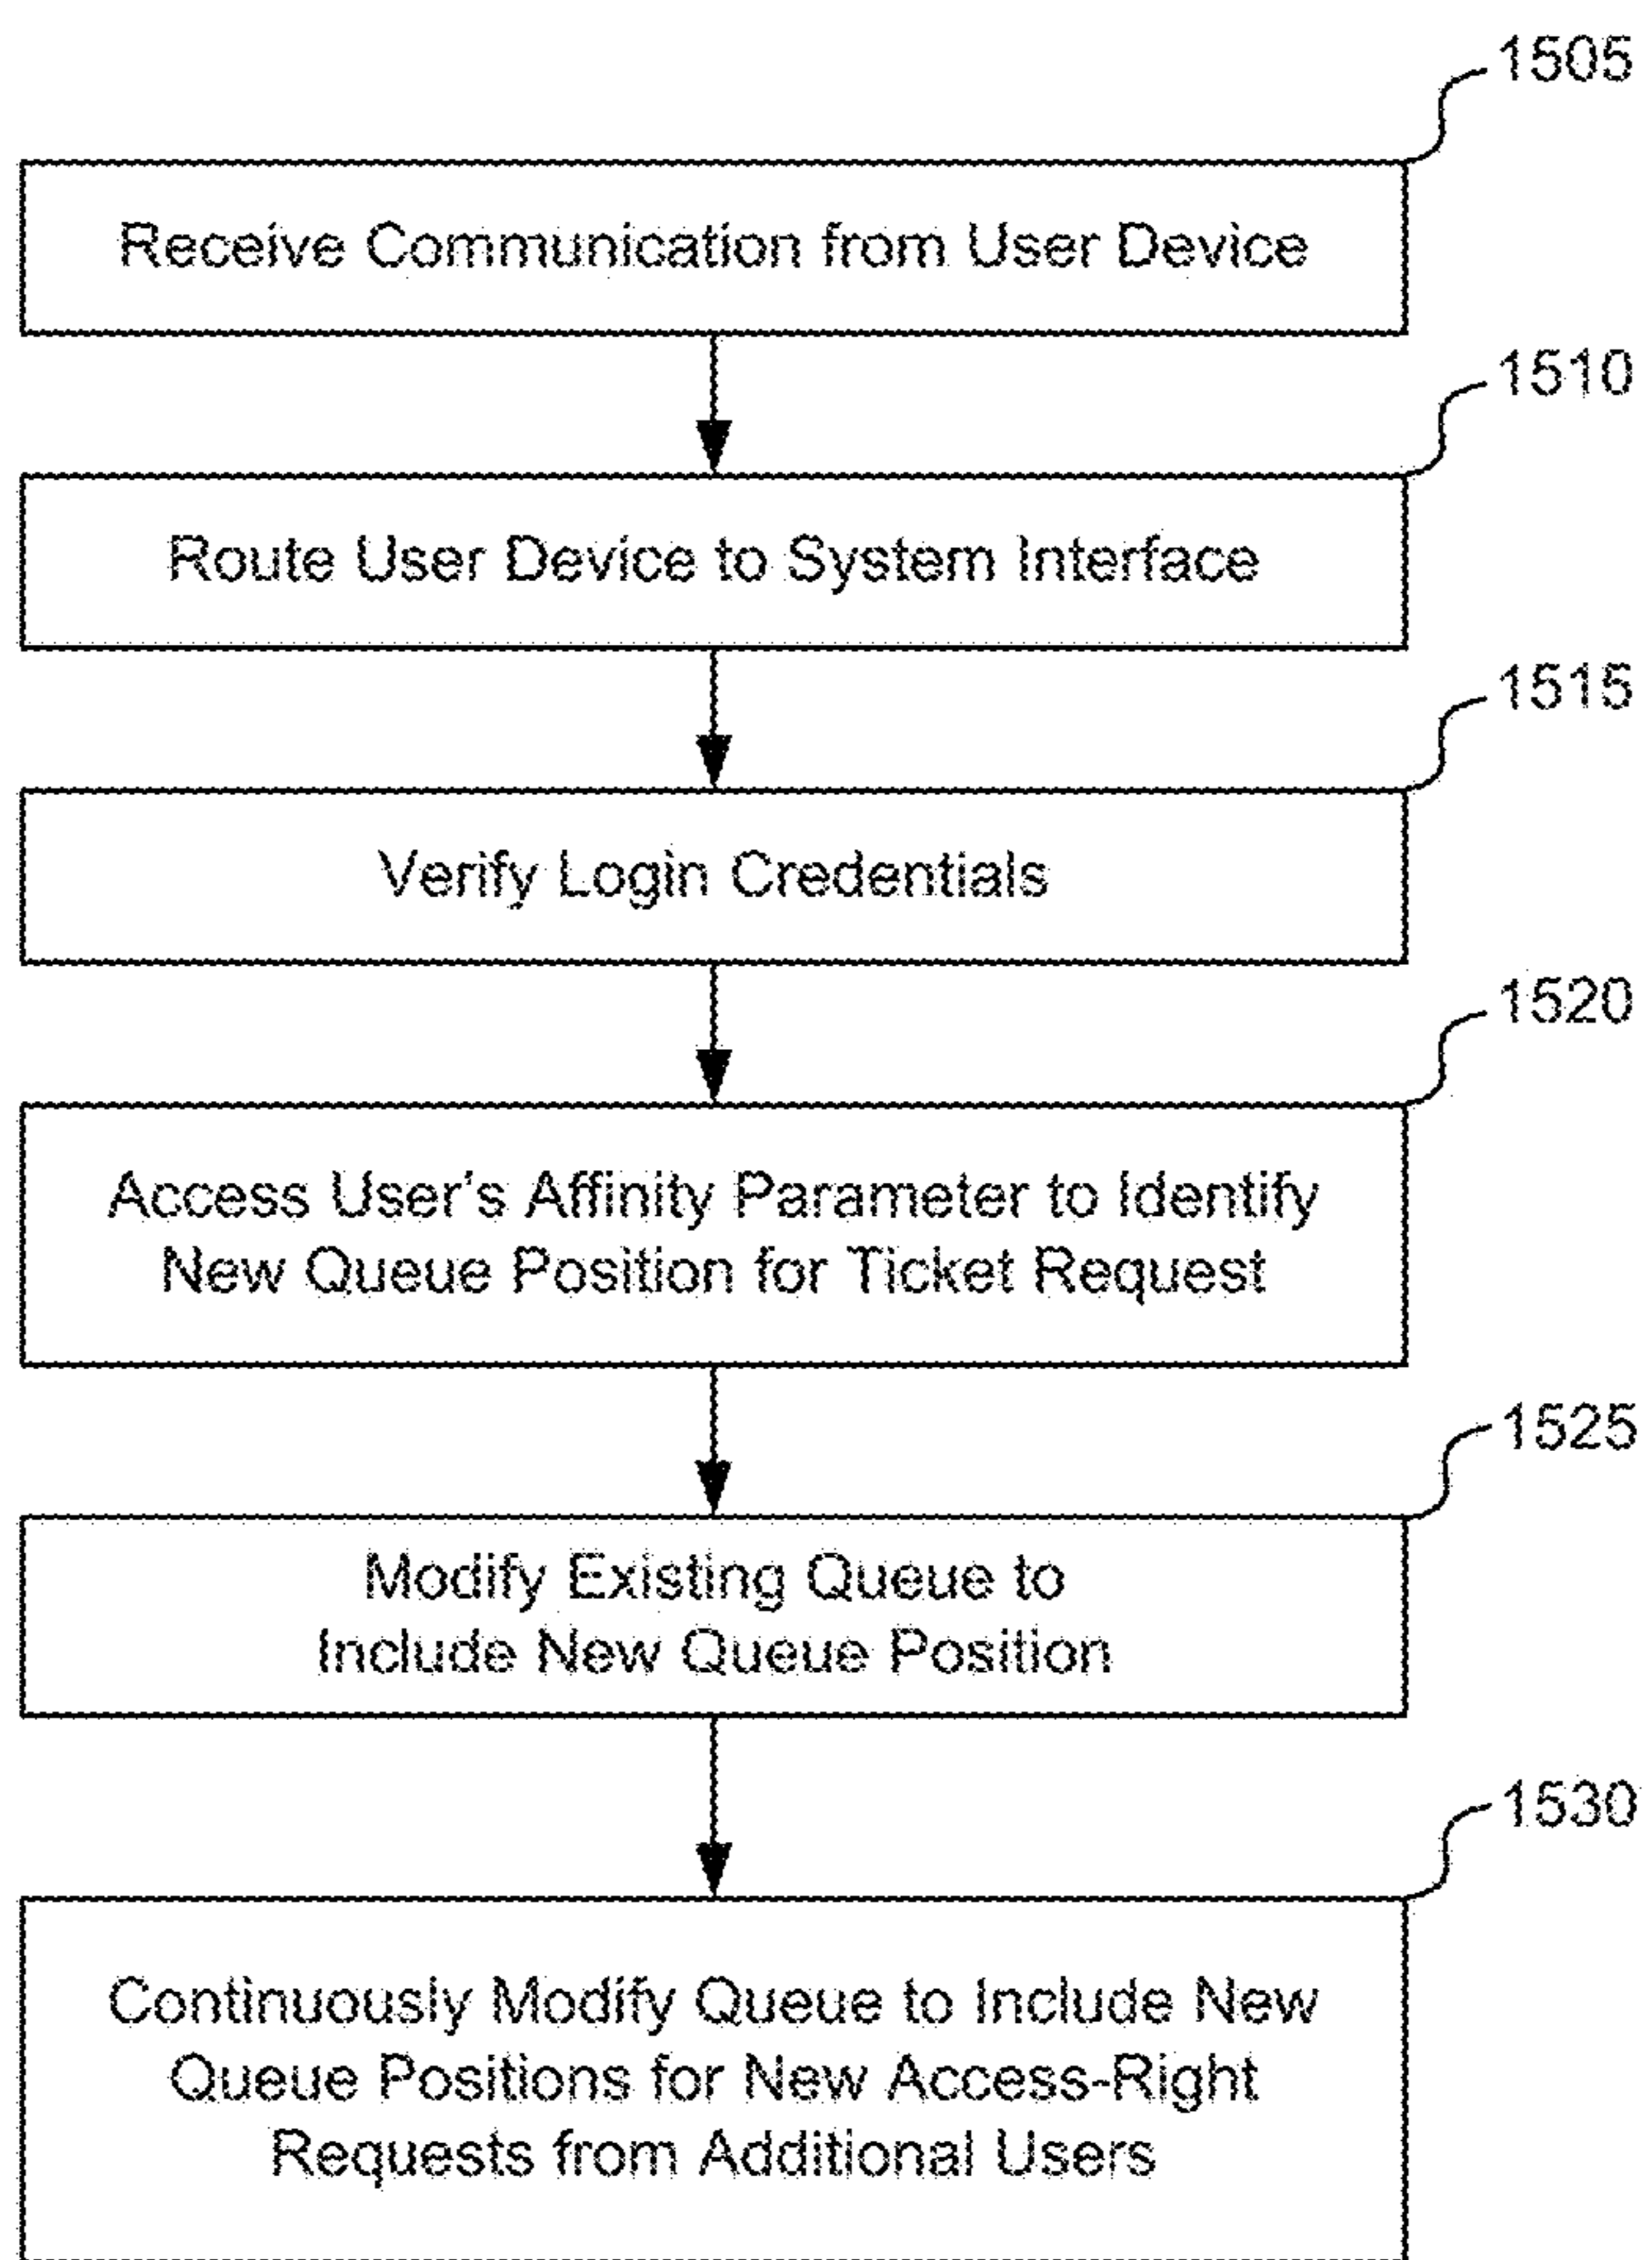 1505
Receive Communication from User Device
1510
Route User Device to System Interface
1515
Verify Login Credentials
1520
Access User's Affinity Parameter to Identify
New Queue Position for Ticket Request
1525
Modify Existing Queue to
Include New Queue Position
1530
Continuously Modify Queue to Include New
Queue Positions for New Access-Right
Requests from Additional Users